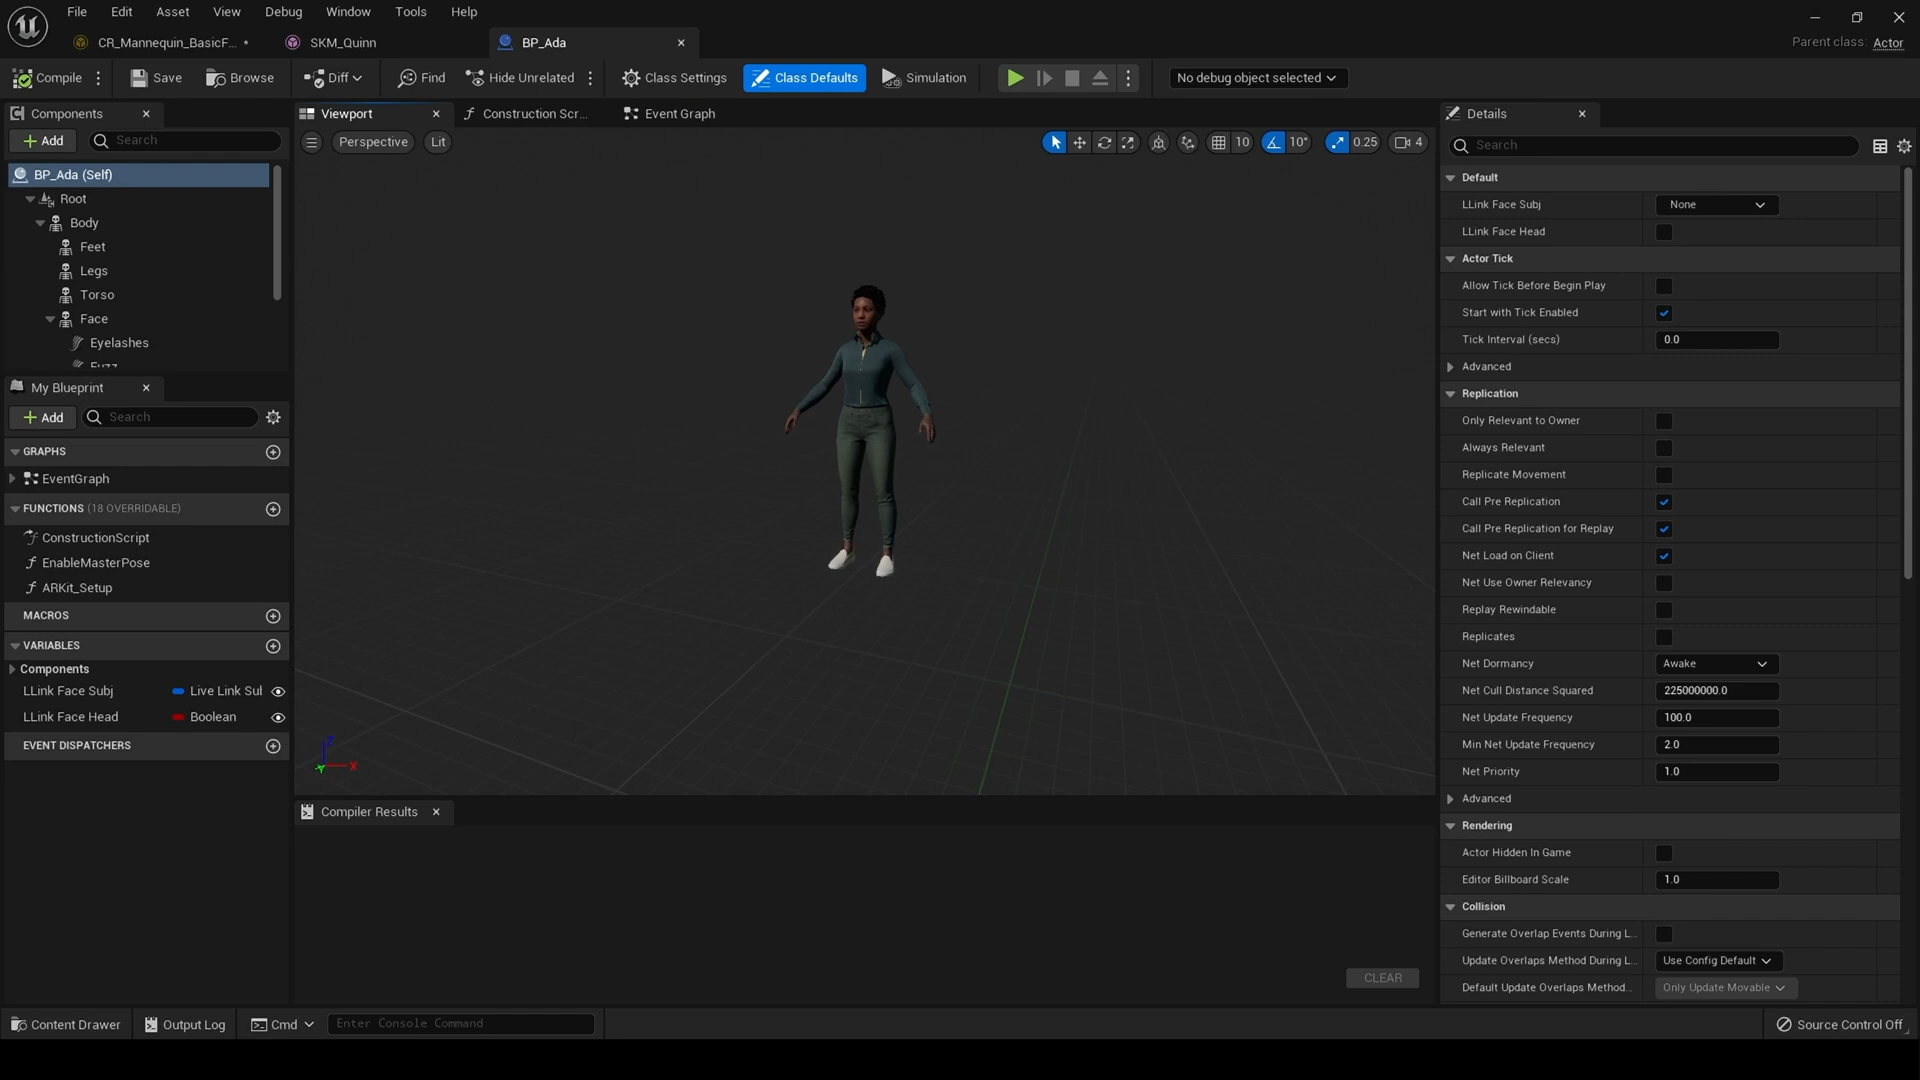 File Edit Asset View Debug Window Tools Help
CR_Mannequin_BasicF... •
SKM_Quinn
BP_Ada
Parent class: Actor
Compile
Save
Browse
Diff
Find
Hide Unrelated
Class Settings
Class Defaults
Simulation
No debug object selected
Components
Add
Search
BP_Ada (Self)
Root
Body
Feet
Legs
Torso
Face
Eyelashes
Fuzz
My Blueprint
Add
Search
GRAPHS
EventGraph
FUNCTIONS (18 OVERRIDABLE)
ConstructionScript
EnableMasterPose
ARKit_Setup
MACROS
VARIABLES
Components
LLink Face Subj Live Link Sul
LLink Face Head Boolean
EVENT DISPATCHERS
Viewport
Construction Scr...
Event Graph
Perspective
Lit
10
10°
0.25
4
Z
Y
X
Compiler Results
CLEAR
Details
Search
Default
LLink Face Subj None
LLink Face Head
Actor Tick
Allow Tick Before Begin Play
Start with Tick Enabled
Tick Interval (secs) 0.0
Advanced
Replication
Only Relevant to Owner
Always Relevant
Replicate Movement
Call Pre Replication
Call Pre Replication for Replay
Net Load on Client
Net Use Owner Relevancy
Replay Rewindable
Replicates
Net Dormancy Awake
Net Cull Distance Squared 225000000.0
Net Update Frequency 100.0
Min Net Update Frequency 2.0
Net Priority 1.0
Advanced
Rendering
Actor Hidden In Game
Editor Billboard Scale 1.0
Collision
Generate Overlap Events During L...
Update Overlaps Method During L... Use Config Default
Default Update Overlaps Method... Only Update Movable
Content Drawer
Output Log
Cmd
Enter Console Command
Source Control Off